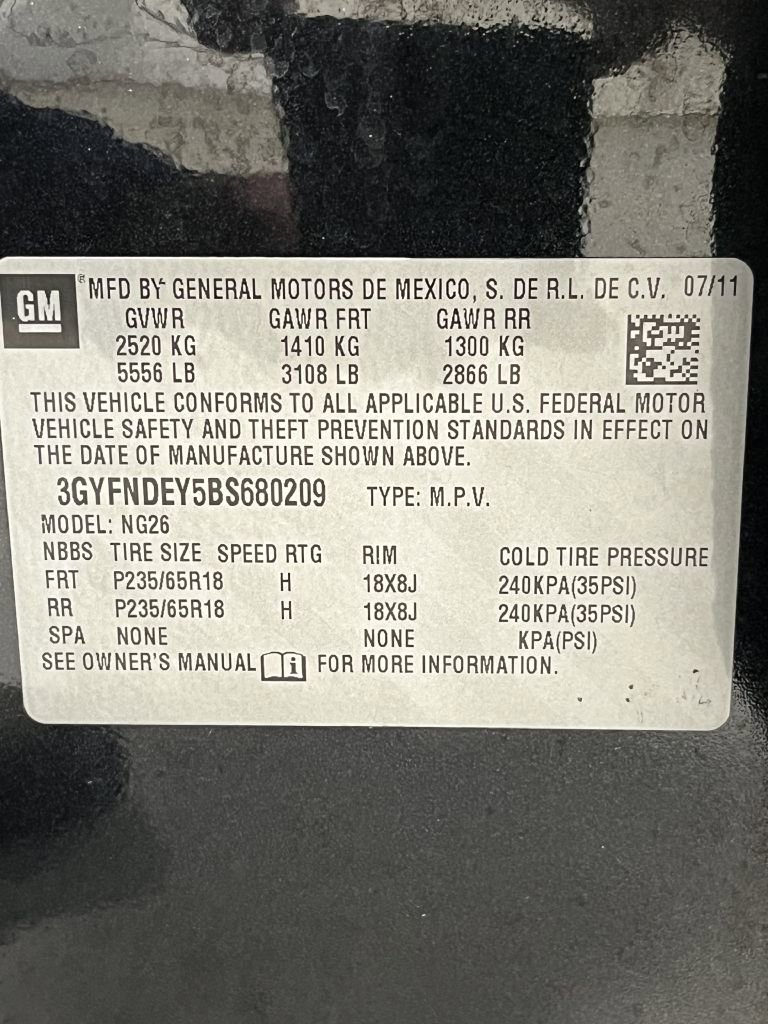 GM ® MFD BY GENERAL MOTORS DE MEXICO, S. DE R.L. DE C.V. 07/11
GVWR GAWR FRT GAWR RR
2520 KG 1410 KG 1300 KG
5556 LB 3108 LB 2866 LB
THIS VEHICLE CONFORMS TO ALL APPLICABLE U.S. FEDERAL MOTOR
VEHICLE SAFETY AND THEFT PREVENTION STANDARDS IN EFFECT ON
THE DATE OF MANUFACTURE SHOWN ABOVE.
3GYFNDEY5BS680209 TYPE: M.P.V.
MODEL: NG26
NBBS TIRE SIZE SPEED RTG RIM COLD TIRE PRESSURE
FRT P235/65R18 H 18X8J 240KPA(35PSI)
RR P235/65R18 H 18X8J 240KPA(35PSI)
SPA NONE NONE KPA(PSI)
SEE OWNER'S MANUAL i FOR MORE INFORMATION.